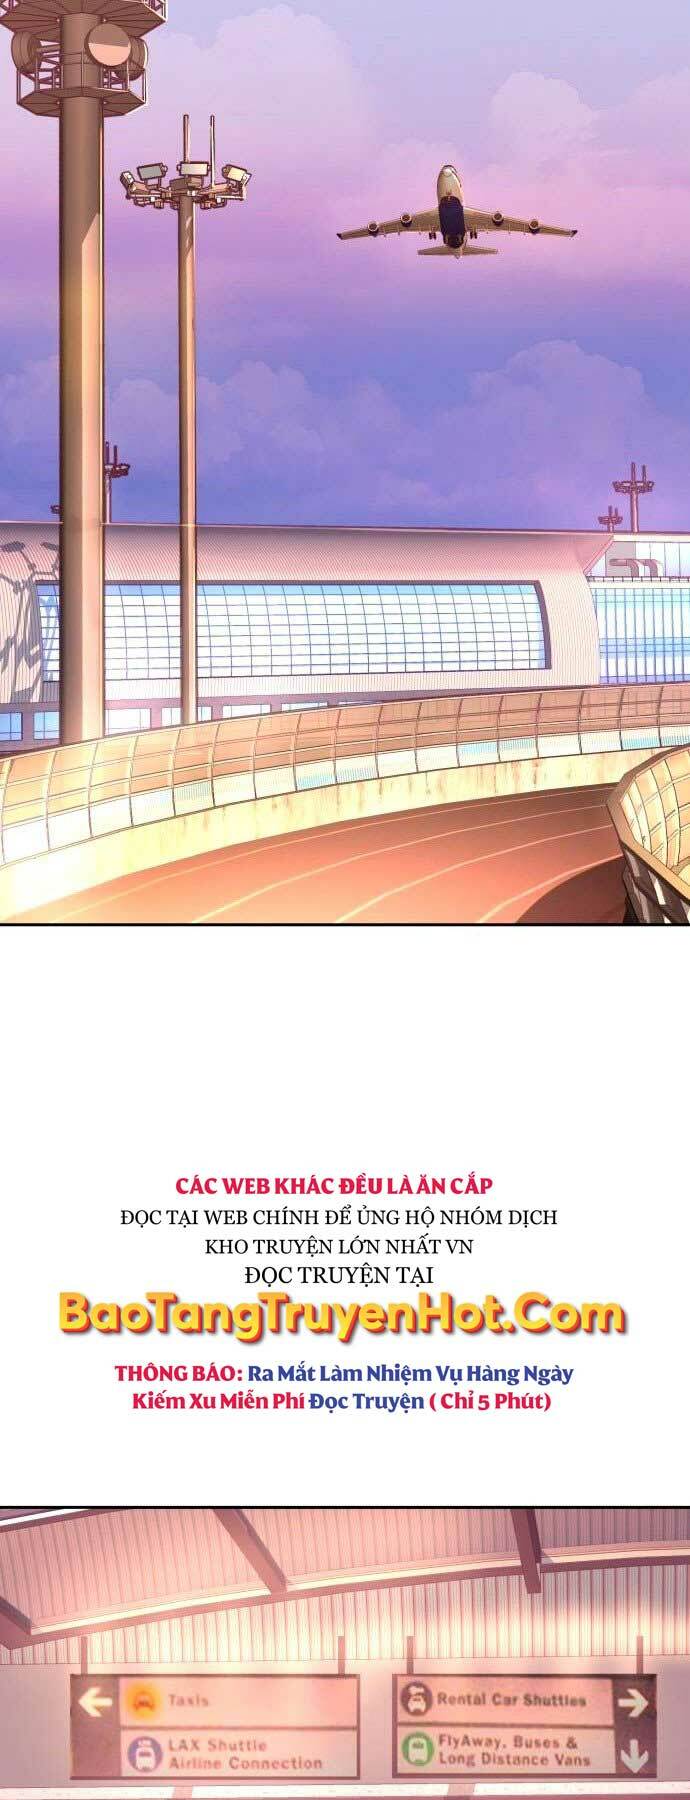 CÁC WEB KHÁC ĐỀU LÀ ĂN CẮP
ĐỌC TẠI WEB CHÍNH ĐỂ ỦNG HỘ NHÓM DỊCH
KHO TRUYỆN LỚN NHẤT VN
ĐỌC TRUYỆN TẠI
BaoTangTruyenHot.Com
THÔNG BÁO: Ra Mắt Làm Nhiệm Vụ Hàng Ngày
Kiếm Xu Miễn Phí Đọc Truyện ( Chỉ 5 Phút)
Taxis
LAX Shuttle
Airline Connection
Rental Car Shuttles
FlyAway, Buses &
Long Distance Vans